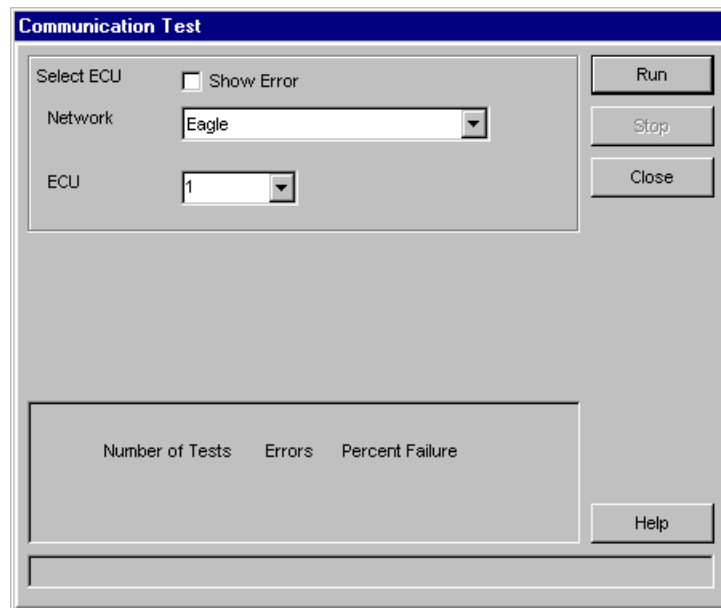 Communication Test
Select ECU
Show Error
Run
Network
Eagle
Stop
ECU
1
Close
Number of Tests Errors Percent Failure
Help